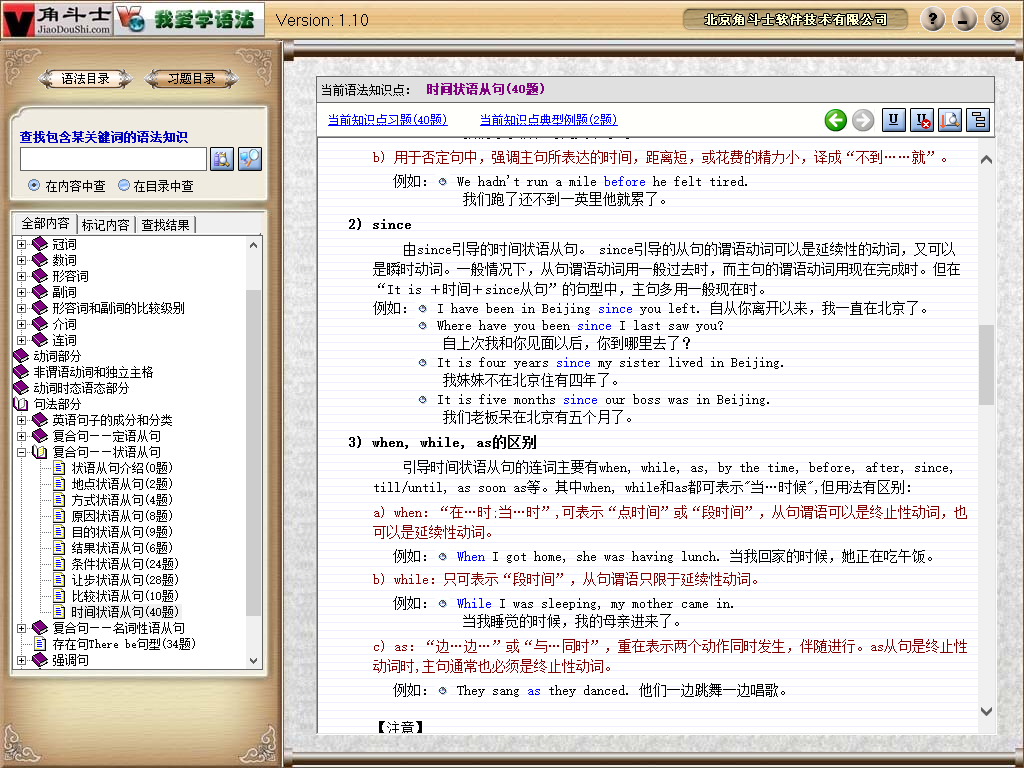 角斗士
JiaoDouShi.com
我爱学语法
Version: 1.10
北京角斗士软件技术有限公司
语法目录
习题目录
查找包含某关键词的语法知识
在内容中查
在目录中查
全部内容
标记内容
查找结果
冠词
数词
形容词
副词
形容词和副词的比较级别
介词
连词
动词部分
非谓语动词和独立主格
动词时态语态部分
句法部分
英语句子的成分和分类
复合句——定语从句
复合句——状语从句
状语从句介绍(0题)
地点状语从句(2题)
方式状语从句(4题)
原因状语从句(8题)
目的状语从句(9题)
结果状语从句(6题)
条件状语从句(24题)
让步状语从句(28题)
比较状语从句(10题)
时间状语从句(40题)
复合句——名词性语从句
存在句There be句型(34题)
强调句
当前语法知识点: 时间状语从句(40题)
当前知识点习题(40题)
当前知识点典型例题(2题)
b) 用于否定句中，强调主句所表达的时间，距离短，或花费的精力小，译成“不到……就”。
例如: We hadn't run a mile before he felt tired.
我们跑了还不到一英里他就累了。
2) since
由since引导的时间状语从句。 since引导的从句的谓语动词可以是延续性的动词，又可以
是瞬时动词。一般情况下，从句谓语动词用一般过去时，而主句的谓语动词用现在完成时。但在
“It is ＋时间＋since从句”的句型中，主句多用一般现在时。
例如: I have been in Beijing since you left. 自从你离开以来，我一直在北京了。
Where have you been since I last saw you?
自上次我和你见面以后，你到哪里去了？
It is four years since my sister lived in Beijing.
我妹妹不在北京住有四年了。
It is five months since our boss was in Beijing.
我们老板呆在北京有五个月了。
3) when, while, as的区别
引导时间状语从句的连词主要有when, while, as, by the time, before, after, since,
till/until, as soon as等。其中when, while和as都可表示"当…时候",但用法有区别:
a) when: “在…时;当…时”,可表示“点时间”或“段时间”，从句谓语可以是终止性动词，也
可以是延续性动词。
例如: When I got home, she was having lunch. 当我回家的时候，她正在吃午饭。
b) while: 只可表示“段时间”，从句谓语只限于延续性动词。
例如: While I was sleeping, my mother came in.
当我睡觉的时候，我的母亲进来了。
c) as: “边…边…”或“与…同时”，重在表示两个动作同时发生，伴随进行。as从句是终止性
动词时,主句通常也必须是终止性动词。
例如: They sang as they danced. 他们一边跳舞一边唱歌。
【注意】